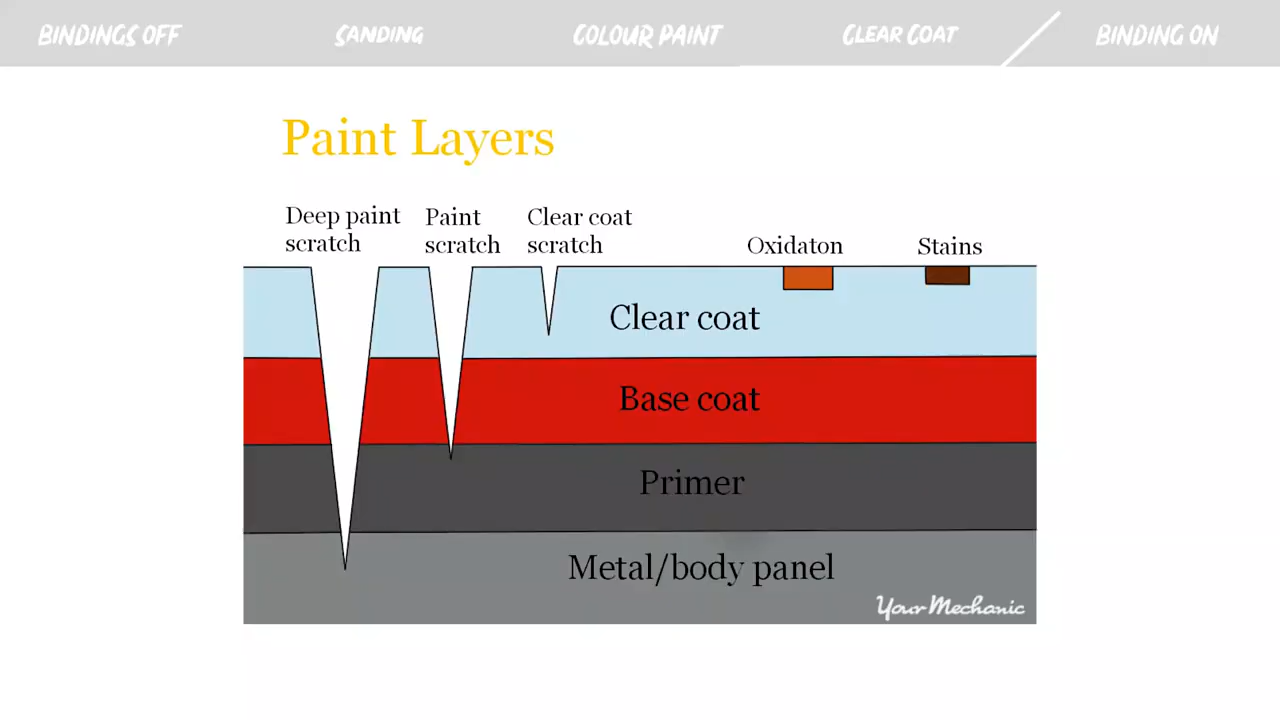 BINDINGS OFF
SANDING
COLOUR PAINT
CLEAR COAT
BINDING ON
Paint Layers
Deep paint
scratch
Paint
scratch
Clear coat
scratch
Oxidaton
Stains
Clear coat
Base coat
Primer
Metal/body panel
YourMechanic